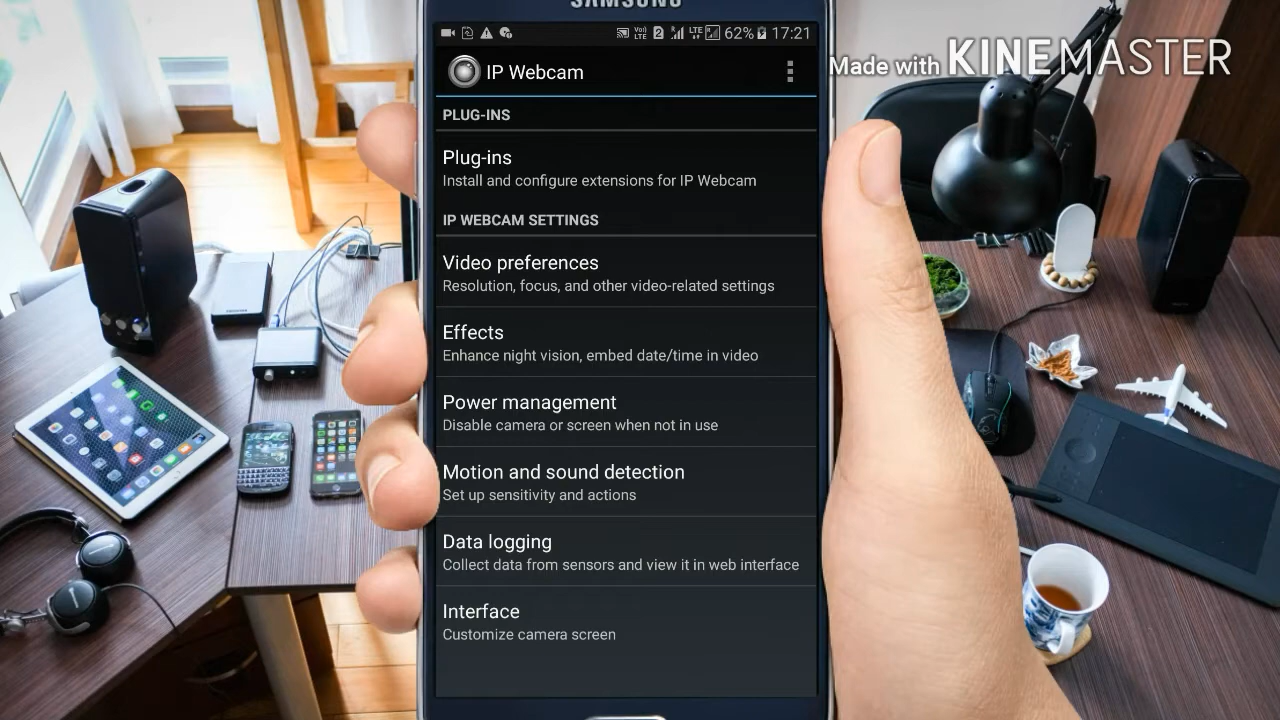 SAMSUNG
62% 17:21
Made with KINEMASTER
IP Webcam
PLUG-INS
Plug-ins
Install and configure extensions for IP Webcam
IP WEBCAM SETTINGS
Video preferences
Resolution, focus, and other video-related settings
Effects
Enhance night vision, embed date/time in video
Power management
Disable camera or screen when not in use
Motion and sound detection
Set up sensitivity and actions
Data logging
Collect data from sensors and view it in web interface
Interface
Customize camera screen